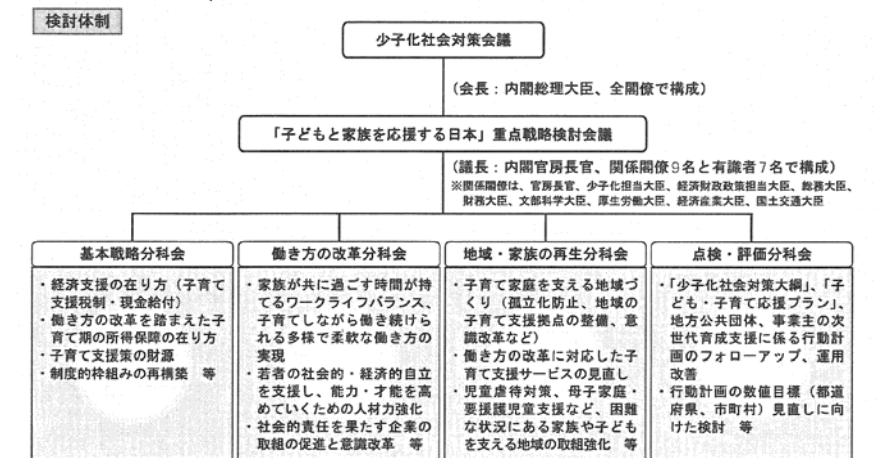 検討体制
少子化社会対策会議
(会長:内閣総理大臣、全閣僚で構成)
「子どもと家族を応援する日本」重点戦略検討会議
(議長:内閣官房長官、関係閣僚9名と有識者7名で構成)
※関係閣僚は、官房長官、少子化担当大臣、経済財政政策担当大臣、総務大臣、
財務大臣、文部科学大臣、厚生労働大臣、経済産業大臣、国土交通大臣
基本戦略分科会
・経済支援の在り方(子育て
支援税制・現金給付)
・働き方の改革を踏まえた子
育て期の所得保障の在り方
・子育て支援策の財源
・制度的枠組みの再構築 等
働き方の改革分科会
・家族が共に過ごす時間が持
てるワークライフバランス、
子育てしながら働き続けら
れる多様で柔軟な働き方の
実現
・若者の社会的・経済的自立
を支援し、能力・才能を高
めていくための人材力強化
・社会的責任を果たす企業の
取組の促進と意識改革 等
地域・家族の再生分科会
・子育て家庭を支える地域づ
くり(孤立化防止、地域の
子育て支援拠点の整備、意
識改革など)
・働き方の改革に対応した子
育て支援サービスの見直し
・児童虐待対策、母子家庭・
要援護児童支援など、困難
な状況にある家族や子ども
を支える地域の取組強化 等
点検・評価分科会
・「少子化社会対策大綱」、「子
ども・子育て応援プラン」、
地方公共団体、事業主の次
世代育成支援に係る行動計
画のフォローアップ、運用
改善
・行動計画の数値目標(都道
府県、市町村)見直しに向
けた検討 等